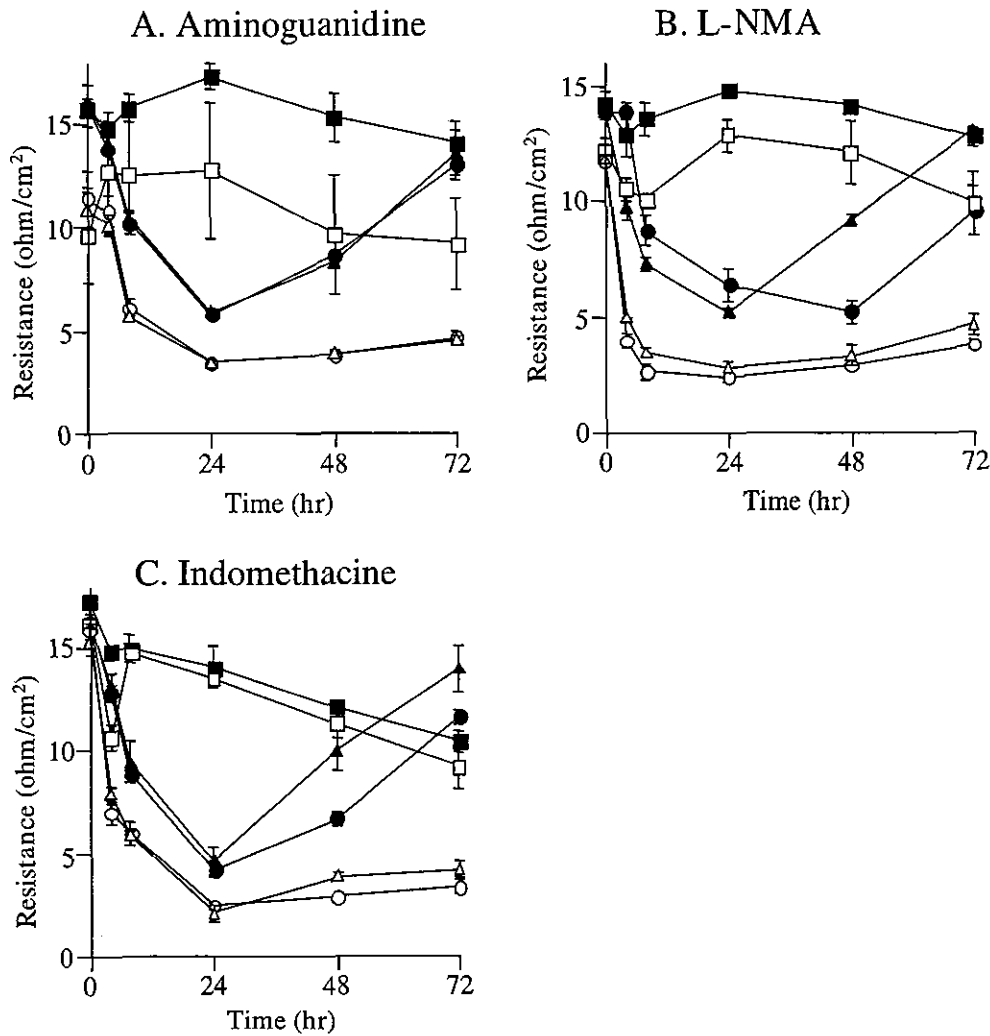 A. Aminoguanidine
B. L-NMA
Resistance (ohm/cm²)
15
10
5
0
0 24 48 72
Time (hr)
Resistance (ohm/cm²)
15
10
5
0
0 24 48 72
Time (hr)
C. Indomethacine
Resistance (ohm/cm²)
15
10
5
0
0 24 48 72
Time (hr)